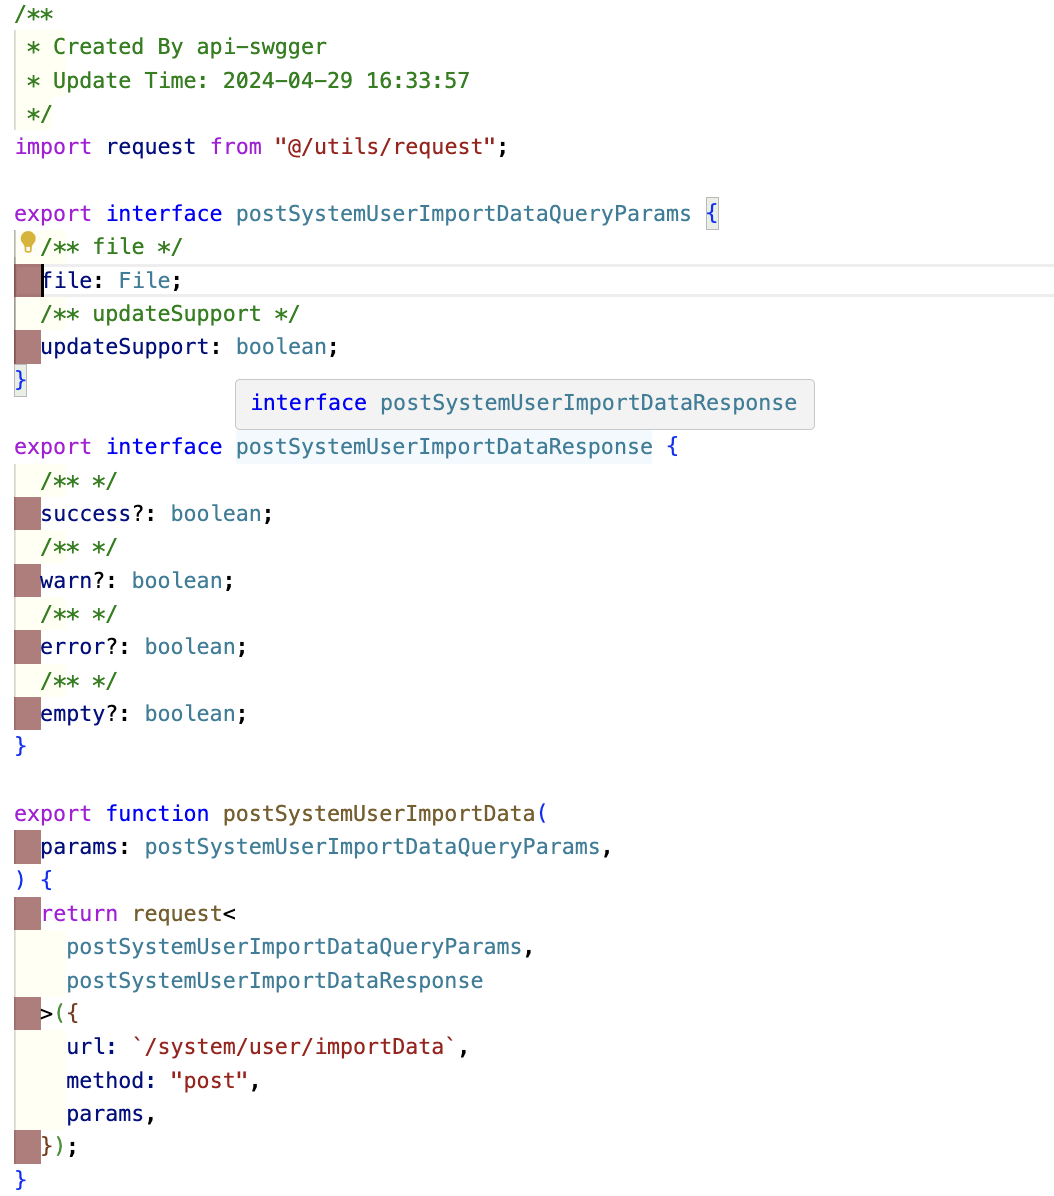 /**
 * Created By api-swgger
 * Update Time: 2024-04-29 16:33:57
 */
import request from "@/utils/request";
export interface postSystemUserImportDataQueryParams {
  /** file */
  file: File;
  /** updateSupport */
  updateSupport: boolean;
}
interface postSystemUserImportDataResponse
export interface postSystemUserImportDataResponse {
  /** */
  success?: boolean;
  /** */
  warn?: boolean;
  /** */
  error?: boolean;
  /** */
  empty?: boolean;
}
export function postSystemUserImportData(
  params: postSystemUserImportDataQueryParams,
) {
  return request<
    postSystemUserImportDataQueryParams,
    postSystemUserImportDataResponse
  >({
    url: `/system/user/importData`,
    method: "post",
    params,
  });
}